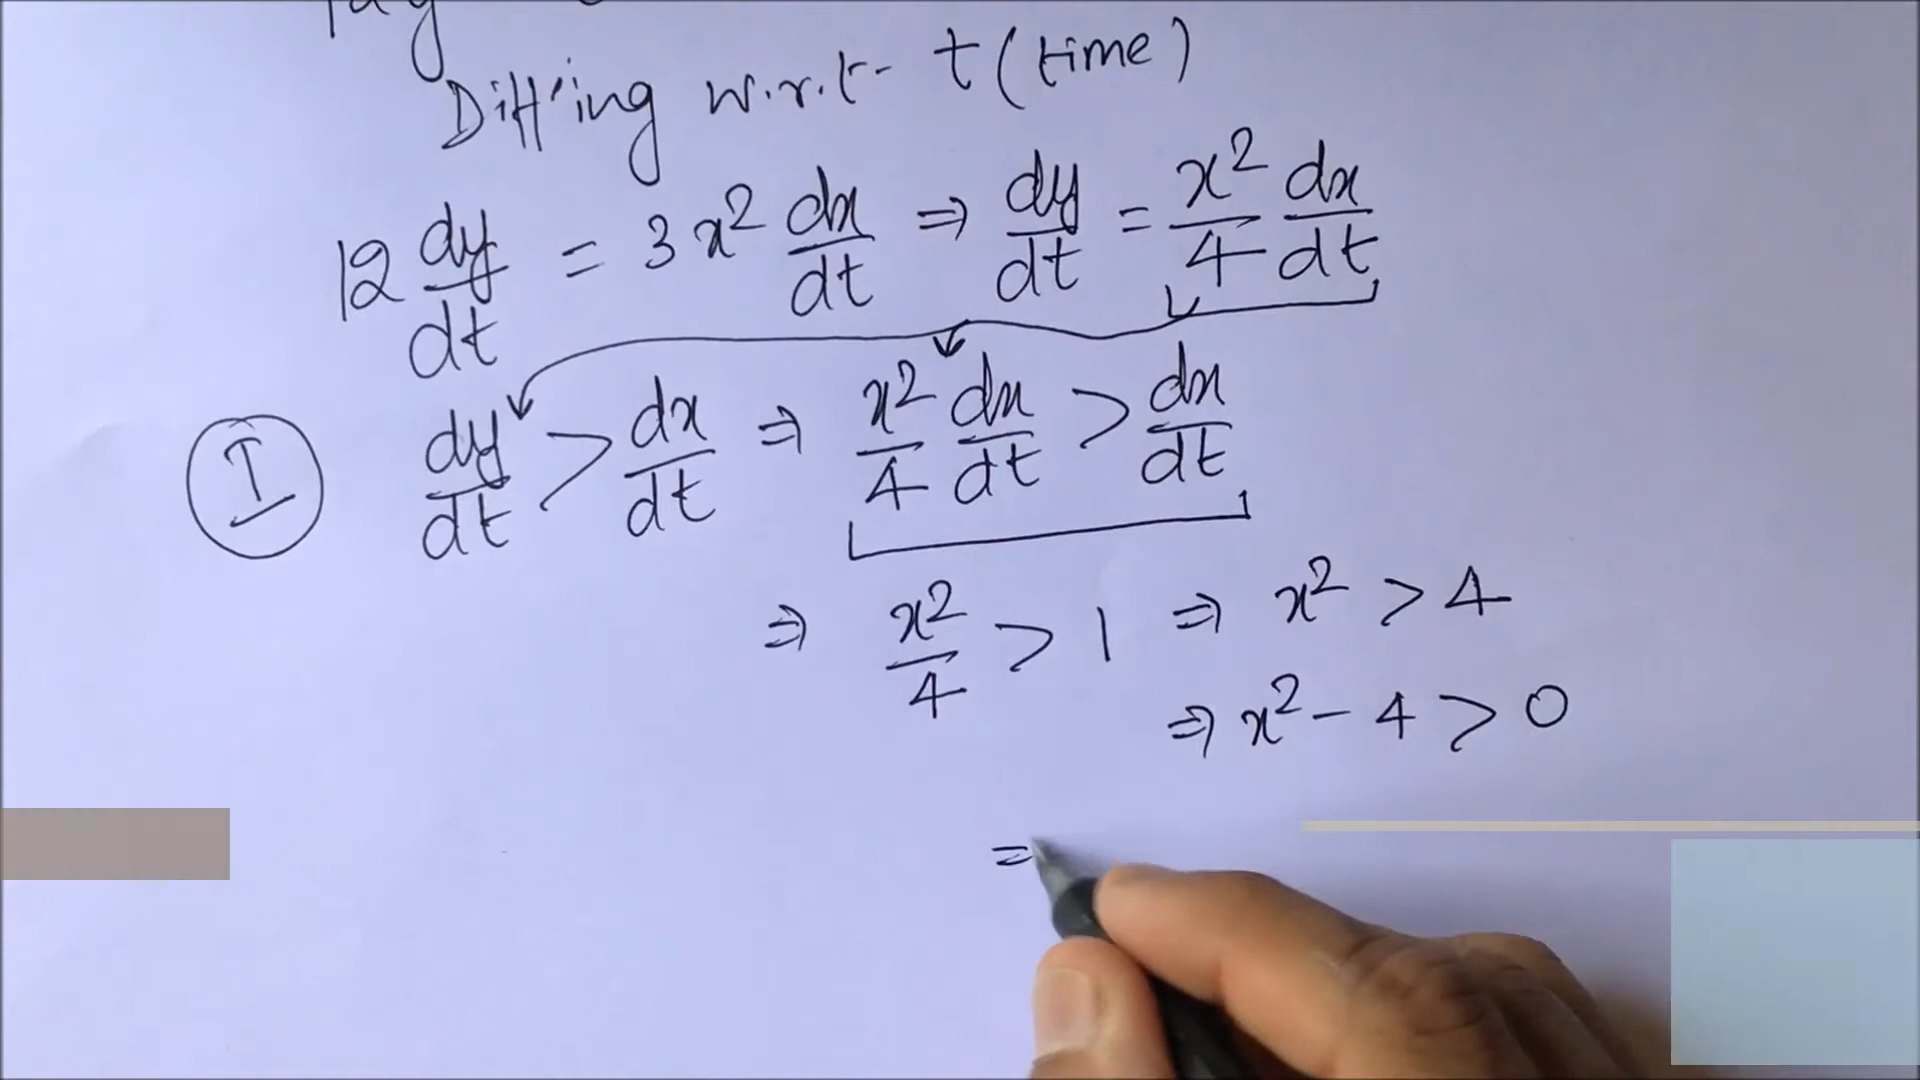 Diff'ing w.r.t. t (time)
12 dy/dt = 3x² dx/dt ⇒ dy/dt = x²/4 dx/dt
I dy/dt > dx/dt ⇒ x²/4 dx/dt > dx/dt
⇒ x²/4 > 1 ⇒ x² > 4
⇒ x² - 4 > 0
=